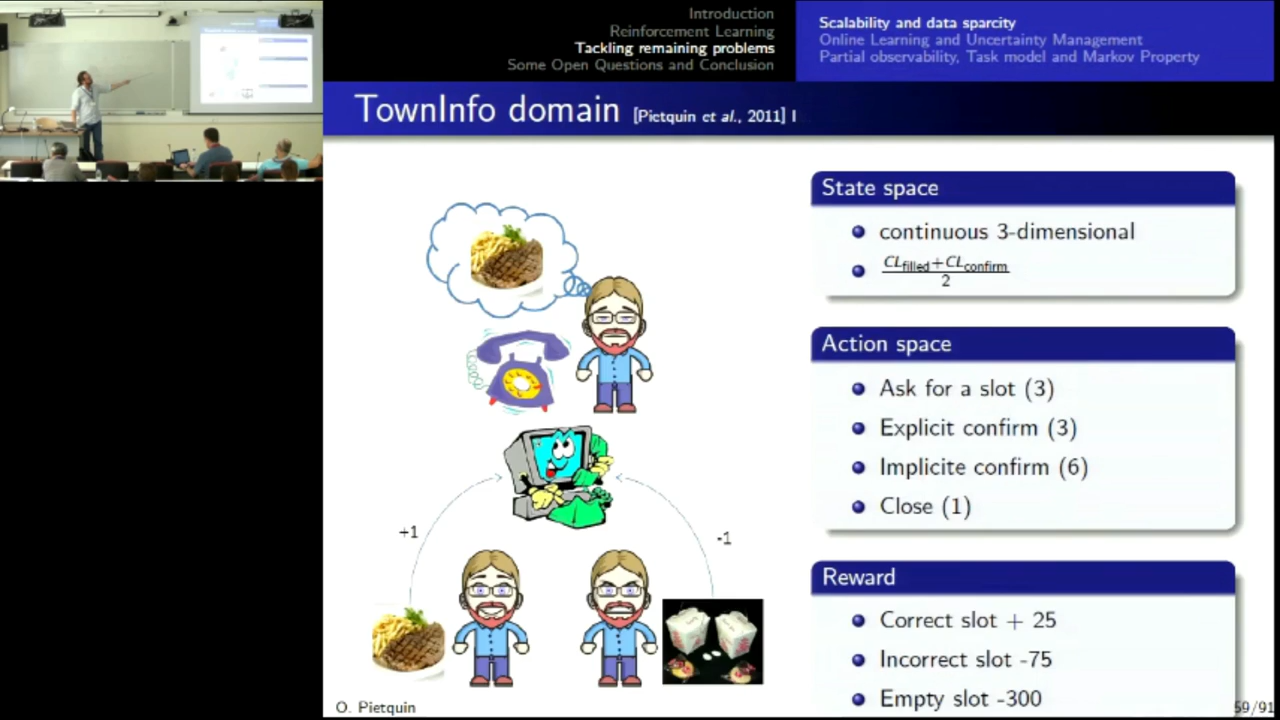 Introduction
Reinforcement Learning
Tackling remaining problems
Some Open Questions and Conclusion
Scalability and data sparcity
Online Learning and Uncertainty Management
Partial observability, Task model and Markov Property
TownInfo domain [Pietquin et al., 2011] I
State space
continuous 3-dimensional
CLfilled+CLconfirm
2
Action space
Ask for a slot (3)
Explicit confirm (3)
Implicite confirm (6)
Close (1)
+1
-1
Reward
Correct slot + 25
Incorrect slot -75
Empty slot -300
O. Pietquin
59/91